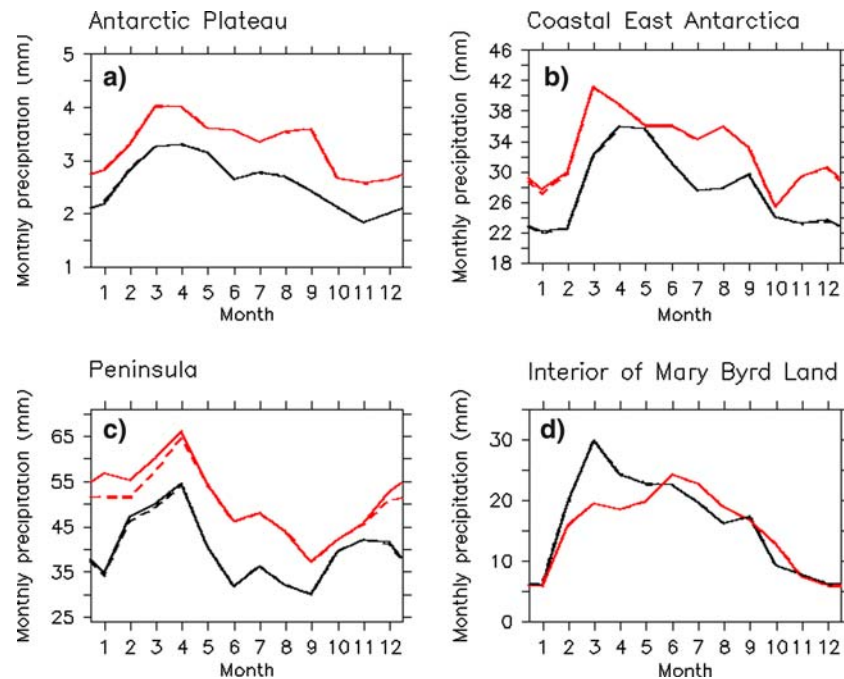 Antarctic Plateau
a)
Monthly precipitation (mm)
5
4
3
2
1
1 2 3 4 5 6 7 8 9 10 11 12
Month
Coastal East Antarctica
b)
Monthly precipitation (mm)
46
42
38
34
30
26
22
18
1 2 3 4 5 6 7 8 9 10 11 12
Month
Peninsula
c)
Monthly precipitation (mm)
65
55
45
35
25
1 2 3 4 5 6 7 8 9 10 11 12
Month
Interior of Mary Byrd Land
d)
Monthly precipitation (mm)
30
20
10
0
1 2 3 4 5 6 7 8 9 10 11 12
Month